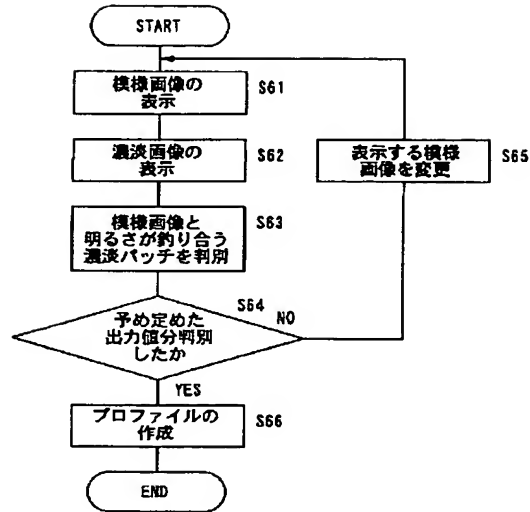 START
模様画像の
表示
S61
濃淡画像の
表示
S62
模様画像と
明るさが釣り合う
濃淡パッチを判別
S63
予め定めた
出力値分判別
したか
S64
NO
表示する模様
画像を変更
S65
YES
プロファイルの
作成
S66
END